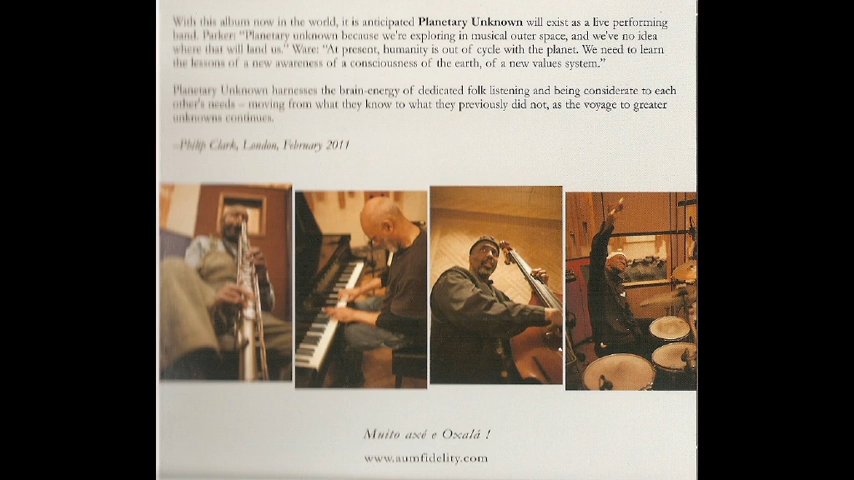 With this album now in the world, it is anticipated Planetary Unknown will exist as a live performing
band. Parker: "Planetary unknown because we're exploring in musical outer space, and we've no idea
where that will land us." Ware: "At present, humanity is out of cycle with the planet. We need to learn
the lessons of a new awareness of a consciousness of the earth, of a new values system."
Planetary Unknown harnesses the brain-energy of dedicated folk listening and being considerate to each
other's needs – moving from what they know to what they previously did not, as the voyage to greater
unknowns continues.
–Philip Clark, London, February 2011
Muito axé e Oxalá !
www.aumfidelity.com